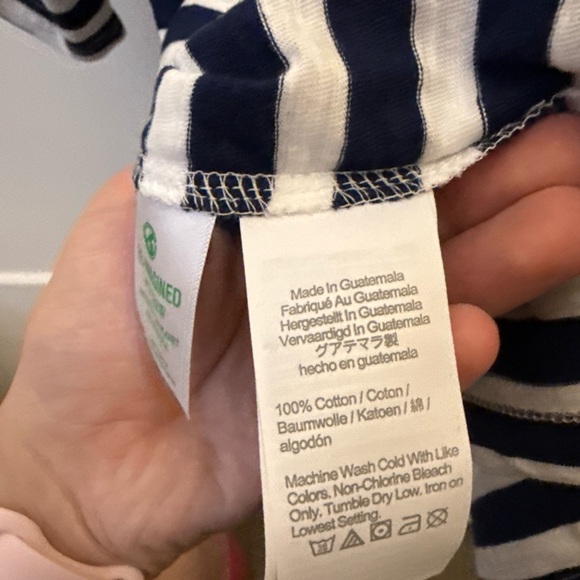 Made In Guatemala
Fabriqué Au Guatemala
Hergestellt In Guatemala
Vervaardigd In Guatemala
グアテマラ製
hecho en guatemala
100% Cotton / Coton /
Baumwolle / Katoen / 綿 /
algodón
Machine Wash Cold With Like
Colors. Non-Chlorine Bleach
Only. Tumble Dry Low. Iron on
Lowest Setting.